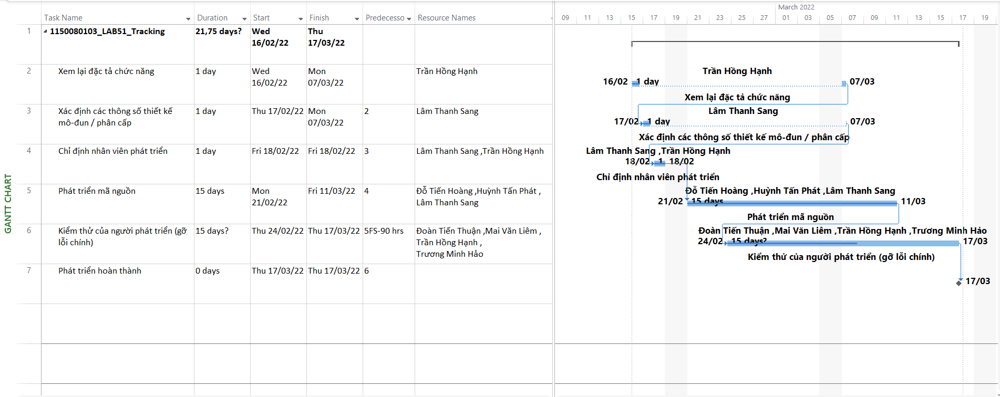 GANTT CHART
Task Name Duration Start Finish Predecesso Resource Names
1 1150080103_LAB51_Tracking 21,75 days? Wed 16/02/22 Thu 17/03/22
2 Xem lại đặc tả chức năng 1 day Wed 16/02/22 Mon 07/03/22 Trần Hồng Hạnh
3 Xác định các thông số thiết kế mô-đun / phân cấp 1 day Thu 17/02/22 Mon 07/03/22 2 Lâm Thanh Sang
4 Chỉ định nhân viên phát triển 1 day Fri 18/02/22 Fri 18/02/22 3 Lâm Thanh Sang ,Trần Hồng Hạnh
5 Phát triển mã nguồn 15 days Mon 21/02/22 Fri 11/03/22 4 Đỗ Tiến Hoàng ,Huỳnh Tấn Phát , Lâm Thanh Sang
6 Kiểm thử của người phát triển (gỡ lỗi chính) 15 days? Thu 24/02/22 Thu 17/03/22 5FS-90 hrs Đoàn Tiến Thuận ,Mai Văn Liêm , Trần Hồng Hạnh , Trương Minh Hảo
7 Phát triển hoàn thành 0 days Thu 17/03/22 Thu 17/03/22 6
March 2022
09 11 13 15 17 19 21 23 25 27 01 03 05 07 09 11 13 15 17 19
Trần Hồng Hạnh
16/02 1 day 07/03
Xem lại đặc tả chức năng
Lâm Thanh Sang
17/02 1 day 07/03
Xác định các thông số thiết kế mô-đun / phân cấp
Lâm Thanh Sang ,Trần Hồng Hạnh
18/02 1 18/02
Chỉ định nhân viên phát triển
Đỗ Tiến Hoàng ,Huỳnh Tấn Phát ,Lâm Thanh Sang
21/02 15 days 11/03
Phát triển mã nguồn
Đoàn Tiến Thuận ,Mai Văn Liêm ,Trần Hồng Hạnh ,Trương Minh Hảo
24/02 15 days? 17/03
Kiểm thử của người phát triển (gỡ lỗi chính)
17/03